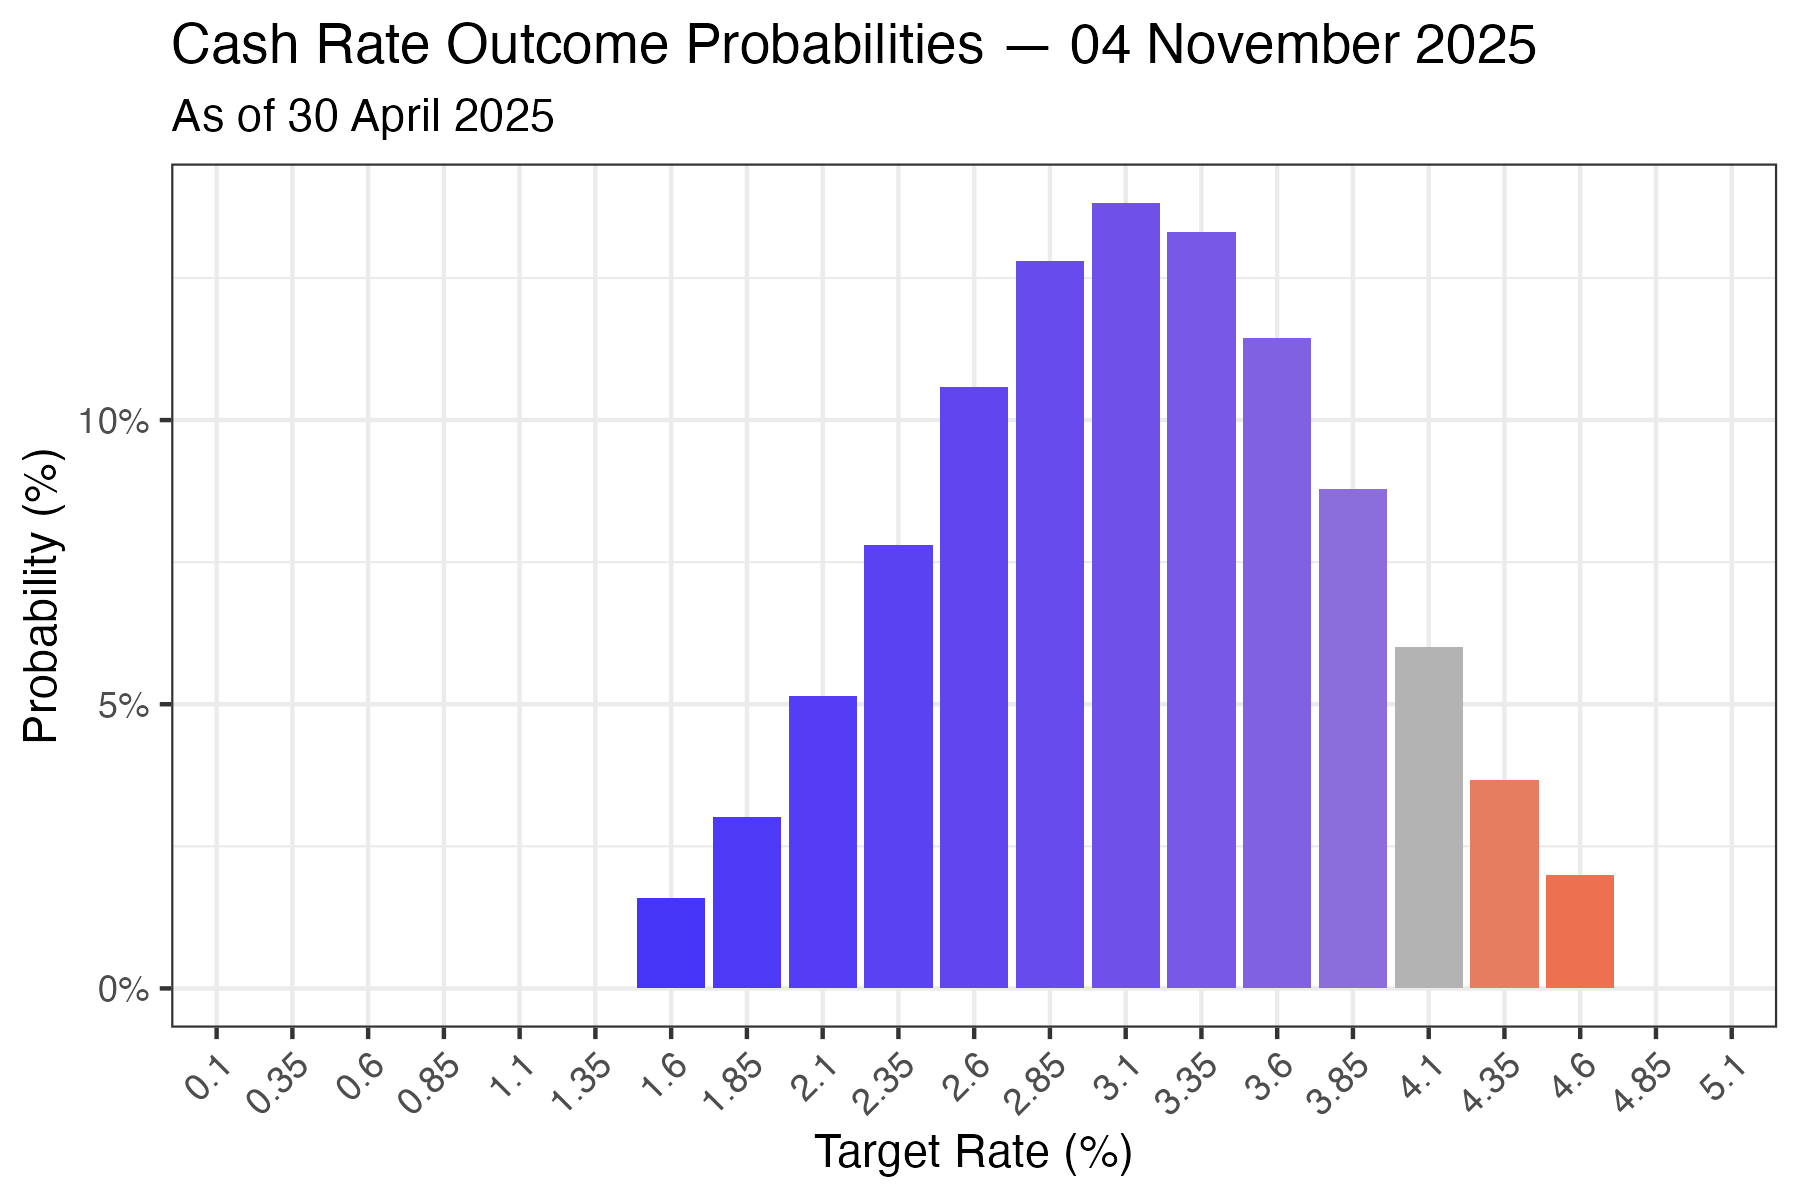 Cash Rate Outcome Probabilities — 04 November 2025
As of 30 April 2025
Probability (%)
10%
5%
0%
0.1 0.35 0.6 0.85 1.1 1.35 1.6 1.85 2.1 2.35 2.6 2.85 3.1 3.35 3.6 3.85 4.1 4.35 4.6 4.85 5.1
Target Rate (%)